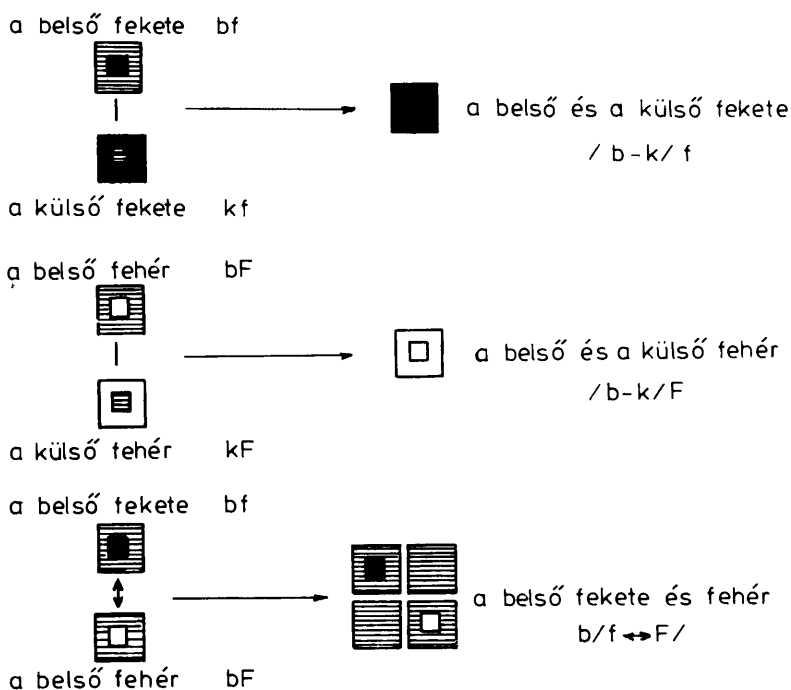 a belső fekete bf
a belső és a külső fekete
/ b-k/ f
a külső fekete kf
a belső fehér bF
a belső és a külső fehér
/b-k/F
a külső fehér kF
a belső fekete bf
a belső fekete és fehér
b/f↔F/
a belső fehér bF